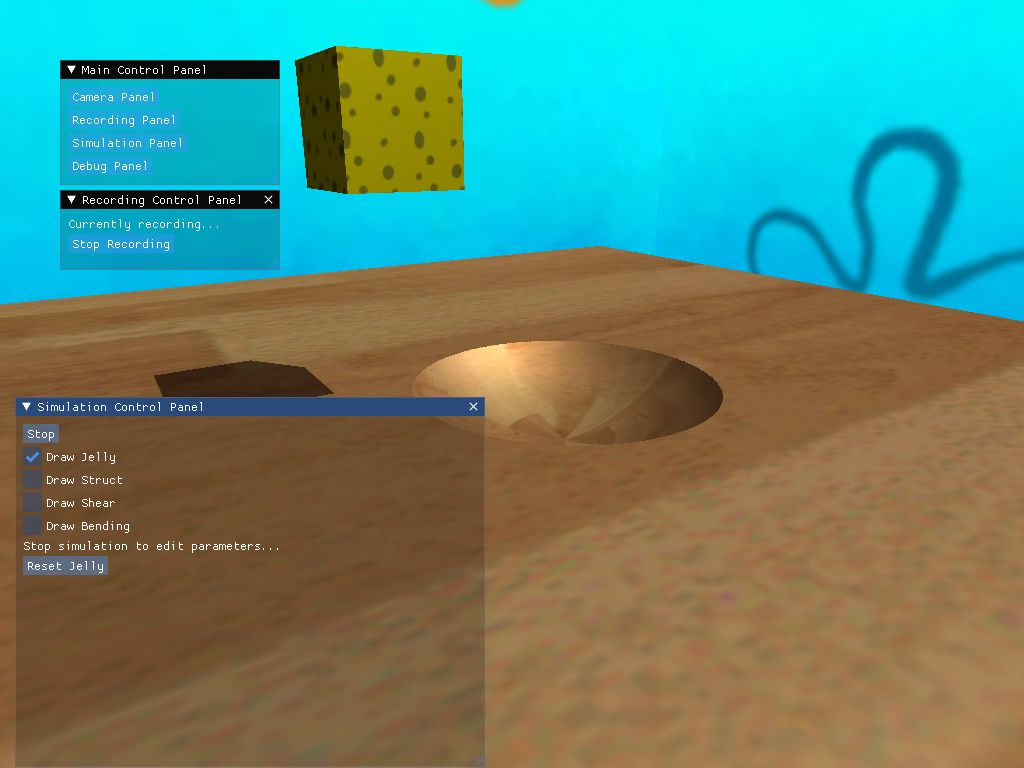 Main Control Panel
Camera Panel
Recording Panel
Simulation Panel
Debug Panel
Recording Control Panel
Currently recording...
Stop Recording
Simulation Control Panel
Stop
Draw Jelly
Draw Struct
Draw Shear
Draw Bending
Stop simulation to edit parameters...
Reset Jelly